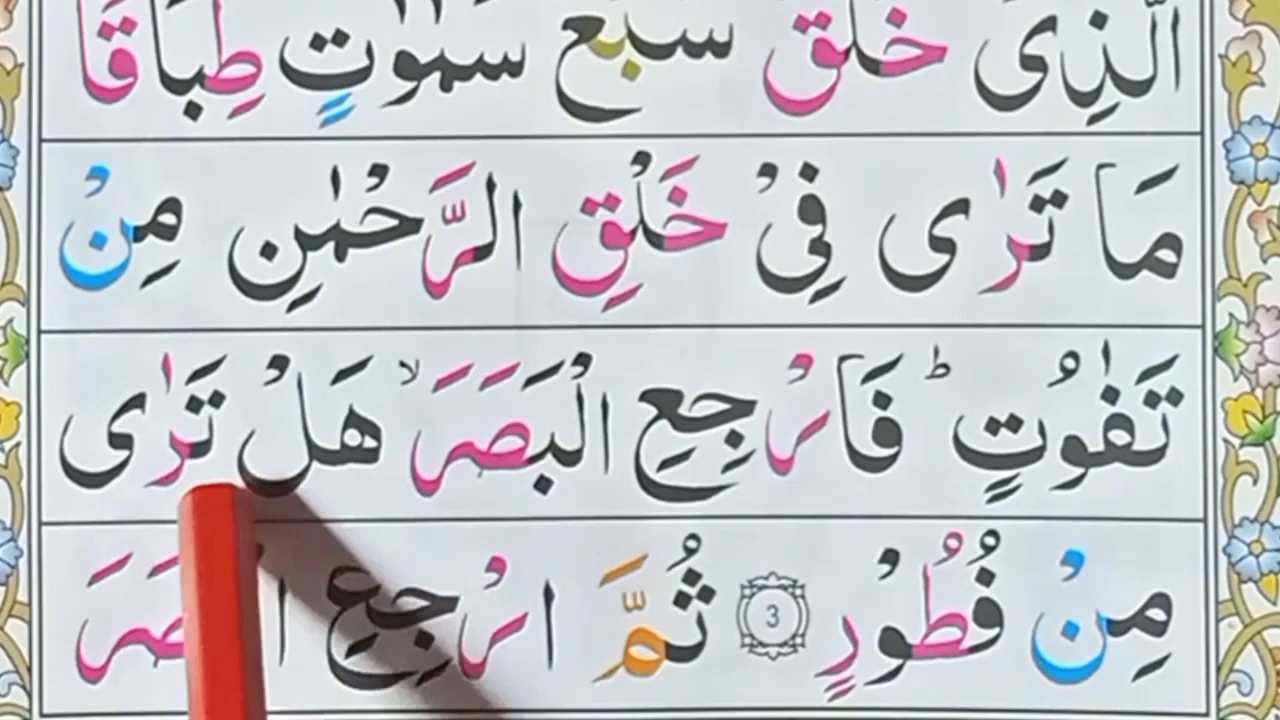 الَّذِىْ خَلَقَ سَبْعَ سَمٰوٰتٍ طِبَاقًا
مَا تَرٰى فِىْ خَلْقِ الرَّحْمٰنِ مِنْ
تَفٰوُتٍ ؕ فَارْجِعِ الْبَصَرَ ۙ هَلْ تَرٰى
مِنْ فُطُوْرٍ 3 ثُمَّ ارْجِعِ